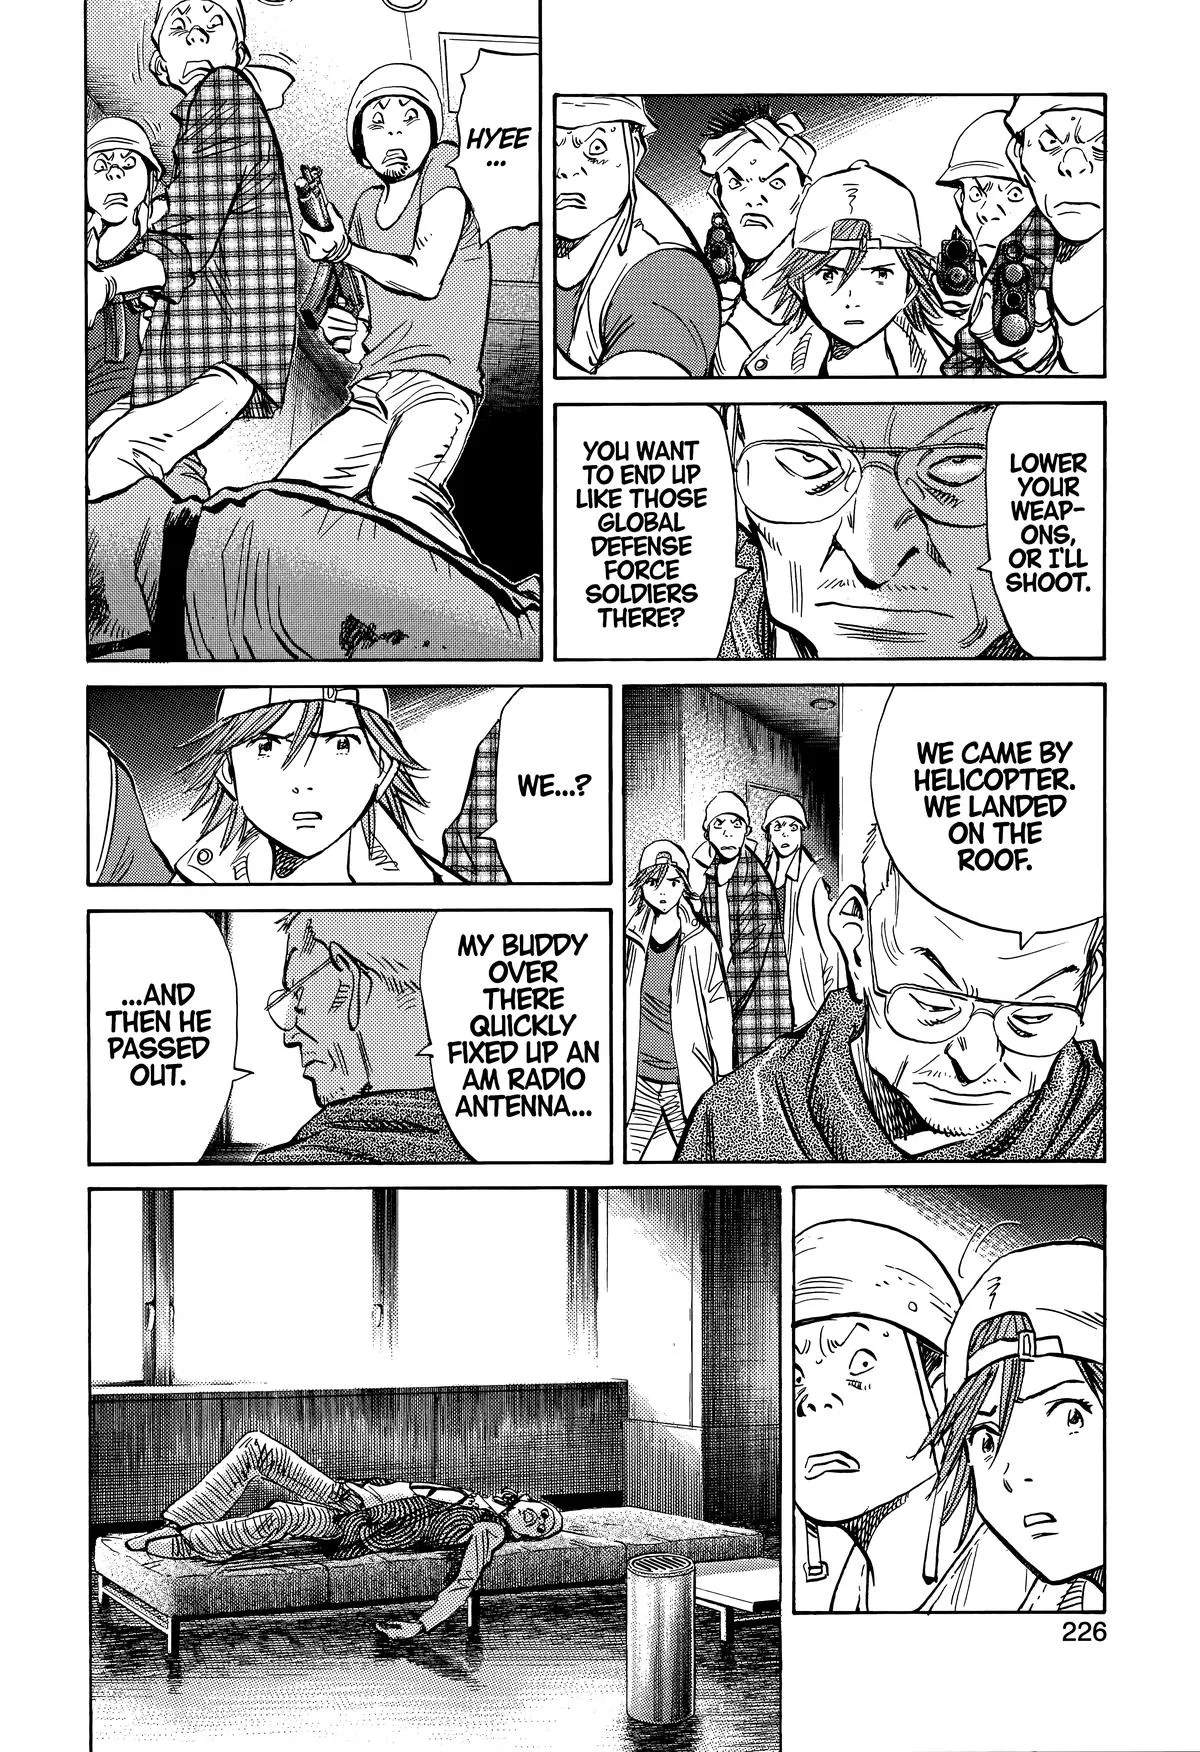 LOWER
YOUR
WEAP-
ONS,
OR I'LL
SHOOT.
YOU WANT
TO END UP
LIKE THOSE
GLOBAL
DEFENSE
FORCE
SOLDIERS
THERE?
HYEE
...
WE CAME BY
HELICOPTER.
WE LANDED
ON THE
ROOF.
WE...?
MY BUDDY
OVER
THERE
QUICKLY
FIXED UP AN
AM RADIO
ANTENNA...
...AND
THEN HE
PASSED
OUT.
226